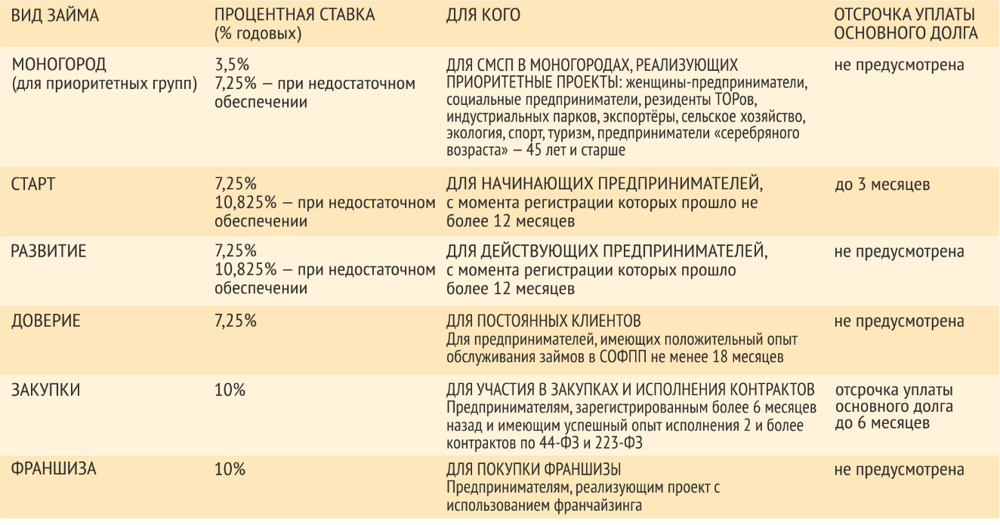 ВИД ЗАЙМА
ПРОЦЕНТНАЯ СТАВКА
(% годовых)
ДЛЯ КОГО
ОТСРОЧКА УПЛАТЫ
ОСНОВНОГО ДОЛГА
МОНОГОРОД
(для приоритетных групп)
3,5%
7,25% — при недостаточном
обеспечении
ДЛЯ СМСП В МОНОГОРОДАХ, РЕАЛИЗУЮЩИХ
ПРИОРИТЕТНЫЕ ПРОЕКТЫ: женщины-предприниматели,
социальные предприниматели, резиденты ТОРов,
индустриальных парков, экспортёры, сельское хозяйство,
экология, спорт, туризм, предприниматели «серебряного
возраста» — 45 лет и старше
не предусмотрена
СТАРТ
7,25%
10,825% — при недостаточном
обеспечении
ДЛЯ НАЧИНАЮЩИХ ПРЕДПРИНИМАТЕЛЕЙ,
с момента регистрации которых прошло не
более 12 месяцев
до 3 месяцев
РАЗВИТИЕ
7,25%
10,825% — при недостаточном
обеспечении
ДЛЯ ДЕЙСТВУЮЩИХ ПРЕДПРИНИМАТЕЛЕЙ,
с момента регистрации которых прошло
более 12 месяцев
не предусмотрена
ДОВЕРИЕ
7,25%
ДЛЯ ПОСТОЯННЫХ КЛИЕНТОВ
Для предпринимателей, имеющих положительный опыт
обслуживания займов в СОФПП не менее 18 месяцев
не предусмотрена
ЗАКУПКИ
10%
ДЛЯ УЧАСТИЯ В ЗАКУПКАХ И ИСПОЛНЕНИЯ КОНТРАКТОВ
Предпринимателям, зарегистрированным более 6 месяцев
назад и имеющим успешный опыт исполнения 2 и более
контрактов по 44-ФЗ и 223-ФЗ
отсрочка уплаты
основного долга
до 6 месяцев
ФРАНШИЗА
10%
ДЛЯ ПОКУПКИ ФРАНШИЗЫ
Предпринимателям, реализующим проект с
использованием франчайзинга
не предусмотрена